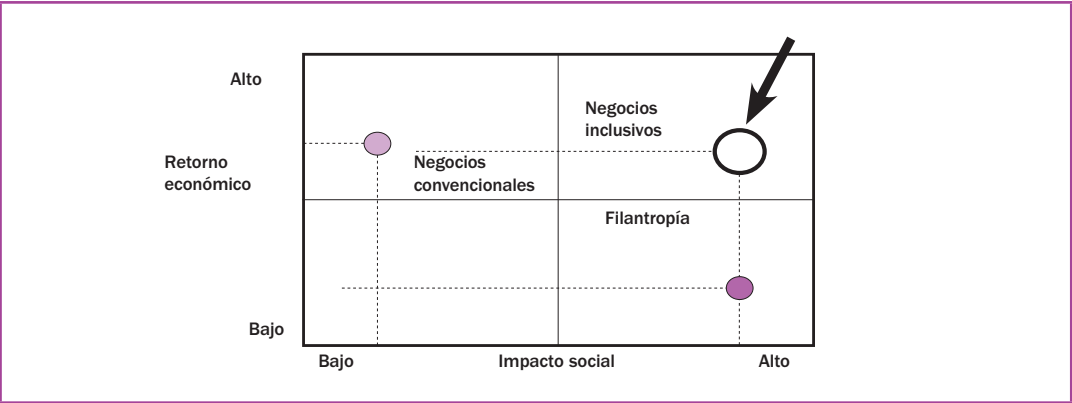 Alto
Negocios
inclusivos
Retorno
económico
Negocios
convencionales
Filantropía
Bajo
Bajo
Impacto social
Alto